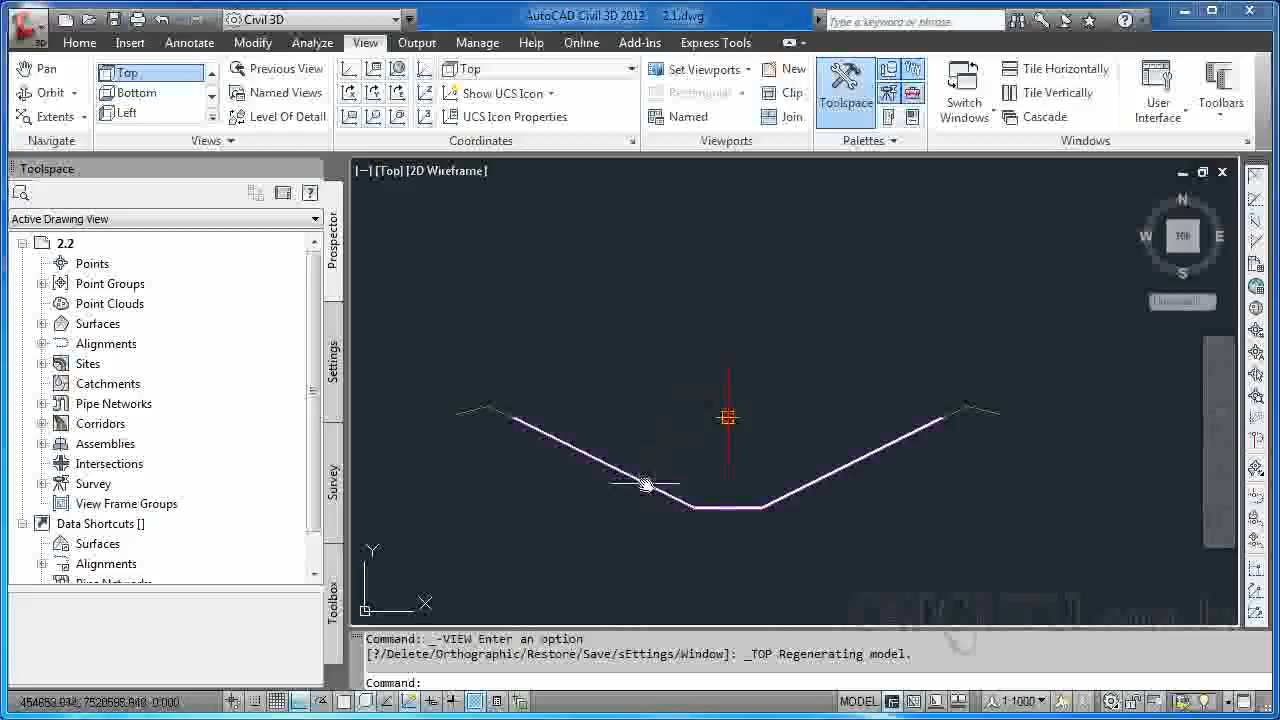 Civil 3D
AutoCAD Civil 3D 2012 2.1.dwg
Type a keyword or phrase
Home Insert Annotate Modify Analyze View Output Manage Help Online Add-Ins Express Tools
Pan
Orbit
Extents
Navigate
Top
Bottom
Left
Previous View
Named Views
Level Of Detail
Views
Top
Show UCS Icon
UCS Icon Properties
Coordinates
Set Viewports
Rectangular
Named
New
Clip
Join
Viewports
Toolspace
Palettes
Switch
Windows
Tile Horizontally
Tile Vertically
Cascade
User
Interface
Toolbars
Windows
Toolspace
Active Drawing View
2.2
Points
Point Groups
Point Clouds
Surfaces
Alignments
Sites
Catchments
Pipe Networks
Corridors
Assemblies
Intersections
Survey
View Frame Groups
Data Shortcuts []
Surfaces
Alignments
Pipe Networks
Prospector
Settings
Survey
Toolbox
[—] [Top] [2D Wireframe]
N
W TOP E
S
Y
X
Command: _-VIEW Enter an option
[?/Delete/Orthographic/Restore/Save/sEttings/Window]: _TOP Regenerating model.
Command:
MODEL
1:1000